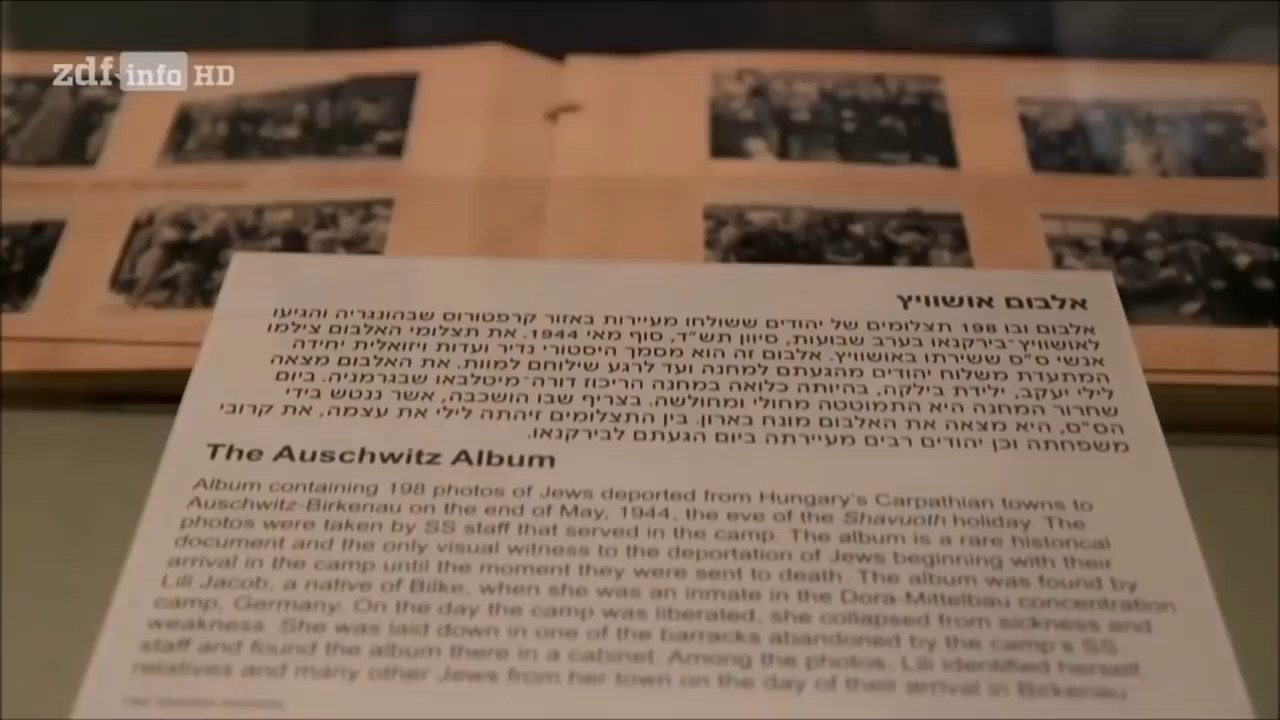 zdf info HD
אלבום אושוויץ
אלבום ובו 198 תצלומים של יהודים ששולחו מעיירות באזור קרפטורוס שבהונגריה והגיעו
לאושוויץ־בירקנאו בערב שבועות, סיוון תש"ד, סוף מאי 1944. את תצלומי האלבום צילמו
אנשי ס"ס ששירתו באושוויץ. אלבום זה הוא מסמך היסטורי נדיר ועדות ויזואלית יחידה
המתעדת משלוח יהודים מהגעתם למחנה ועד לרגע שילוחם למוות. את האלבום מצאה
לילי יעקב, ילידת בילקה, בהיותה כלואה במחנה הריכוז דורה־מיטלבאו שבגרמניה. ביום
שחרור המחנה היא התמוטטה מחולי ומחולשה. בצריף שבו הושכבה, אשר ננטש בידי
הס"ס, היא מצאה את האלבום מונח בארון. בין התצלומים זיהתה לילי את עצמה, את קרובי
משפחתה וכן יהודים רבים מעיירתה ביום הגעתם לבירקנאו.
The Auschwitz Album
Album containing 198 photos of Jews deported from Hungary's Carpathian towns to
Auschwitz-Birkenau on the end of May, 1944, the eve of the Shavuoth holiday. The
photos were taken by SS staff that served in the camp. The album is a rare historical
document and the only visual witness to the deportation of Jews beginning with their
arrival in the camp until the moment they were sent to death. The album was found by
Lili Jacob, a native of Bilke, when she was an inmate in the Dora-Mittelbau concentration
camp, Germany. On the day the camp was liberated, she collapsed from sickness and
weakness. She was laid down in one of the barracks abandoned by the camp's SS
staff and found the album there in a cabinet. Among the photos, Lili identified herself,
relatives and many other Jews from her town on the day of their arrival in Birkenau.